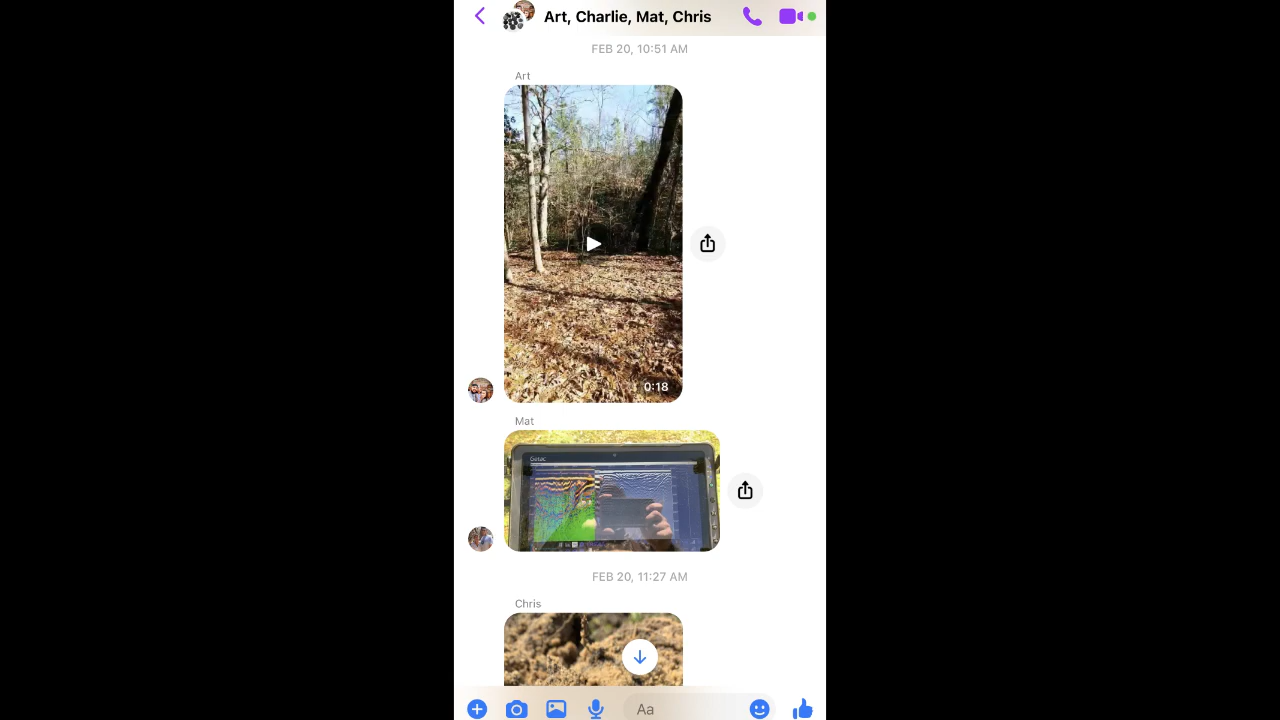 Art, Charlie, Mat, Chris
FEB 20, 10:51 AM
Art
0:18
Mat
Getac
FEB 20, 11:27 AM
Chris
Aa